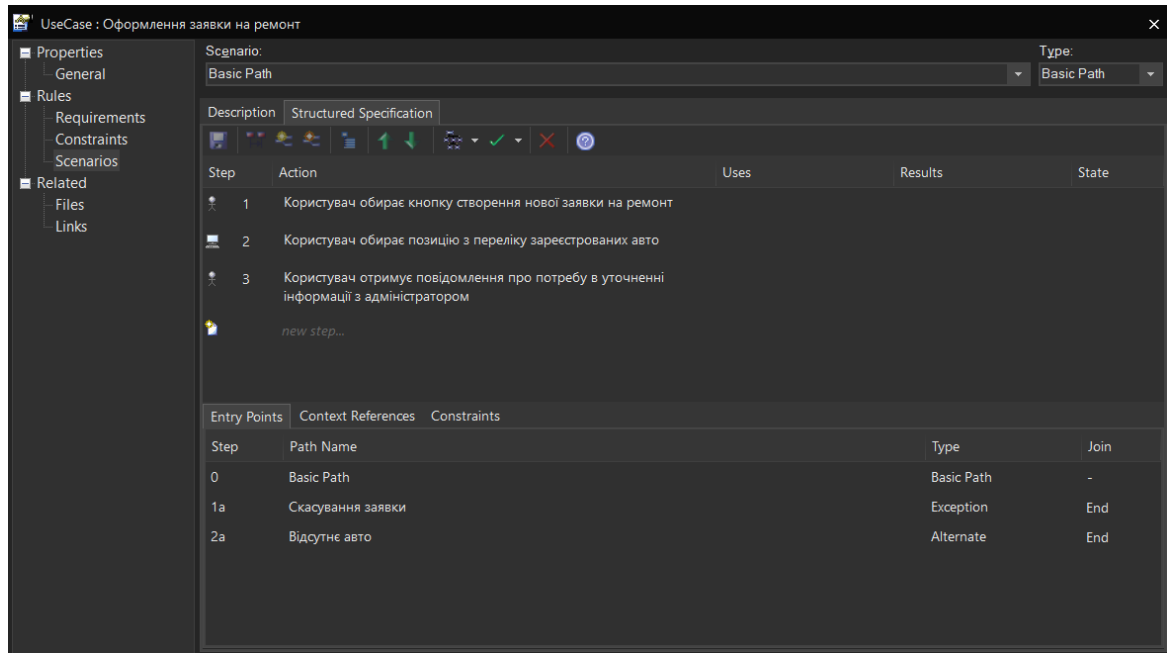 UseCase : Оформлення заявки на ремонт
Properties
General
Rules
Requirements
Constraints
Scenarios
Related
Files
Links
Scenario:
Type:
Basic Path
Basic Path
Description Structured Specification
Step Action Uses Results State
1 Користувач обирає кнопку створення нової заявки на ремонт
2 Користувач обирає позицію з переліку зареєстрованих авто
3 Користувач отримує повідомлення про потребу в уточненні
інформації з адміністратором
new step...
Entry Points Context References Constraints
Step Path Name Type Join
0 Basic Path Basic Path -
1a Скасування заявки Exception End
2a Відсутнє авто Alternate End